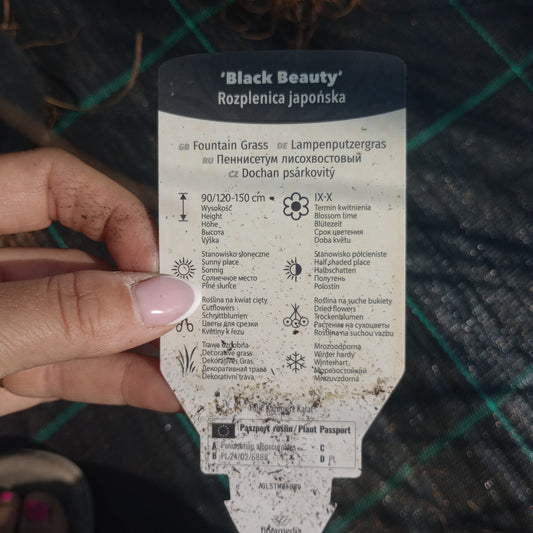 'Black Beauty'
Rozplenica japońska
GB Fountain Grass DE Lampenputzergras
RU Пеннисетум лисохвостовый
CZ Dochan psárkovitý
90/120-150 cm
Wysokość
Height
Höhe
Высота
Výška
IX-X
Termin kwitnienia
Blossom time
Blütezeit
Срок цветения
Doba květu
Stanowisko słoneczne
Sunny place
Sonnig
Солнечное место
Plné slunce
Stanowisko półcieniste
Half shaded place
Halbschatten
Полутень
Polostín
Roślina na kwiat cięty
Cutflowers
Schnittblumen
Цветы для срезки
Květiny k řezu
Roślina na suche bukiety
Dried flowers
Trockenblumen
Растения на сухоцветы
Rostlina na suchou vazbu
Trawa ozdobna
Decorative grass
Dekoratives Gras
Декоративная трава
Dekorativní tráva
Mrozoodporna
Winter hardy
Winterhart
Морозостойкий
Mrazuvzdorná
Paszport roślin / Plant Passport
A
B PL-24/02/6888
C
D PL